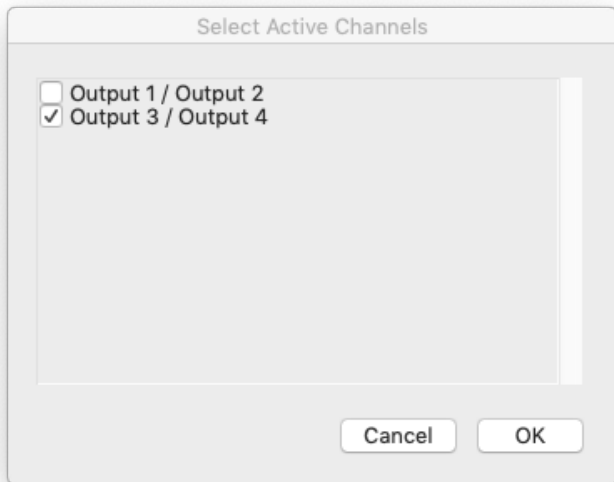 Select Active Channels
Output 1 / Output 2
Output 3 / Output 4
Cancel
OK